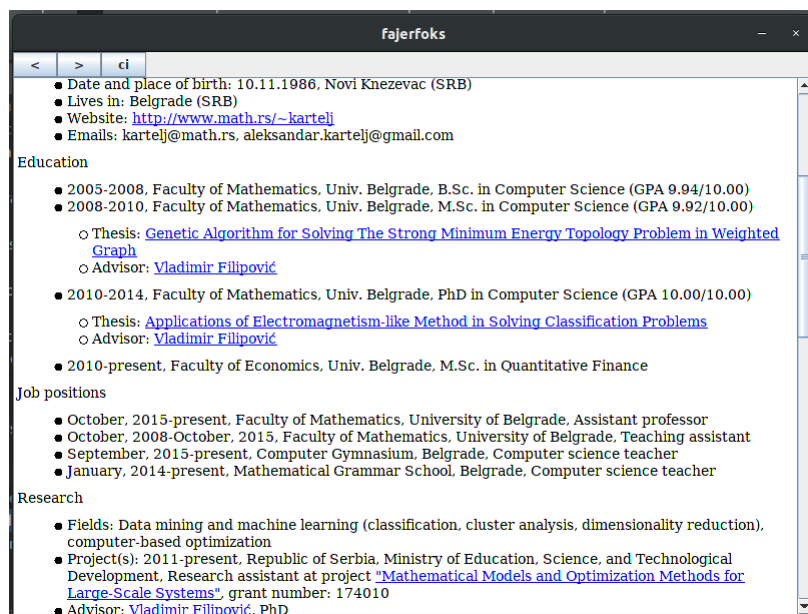 fajerfoks
< > ci
Date and place of birth: 10.11.1986, Novi Knezevac (SRB)
Lives in: Belgrade (SRB)
Website: http://www.math.rs/~kartelj
Emails: kartelj@math.rs, aleksandar.kartelj@gmail.com
Education
2005-2008, Faculty of Mathematics, Univ. Belgrade, B.Sc. in Computer Science (GPA 9.94/10.00)
2008-2010, Faculty of Mathematics, Univ. Belgrade, M.Sc. in Computer Science (GPA 9.92/10.00)
Thesis: Genetic Algorithm for Solving The Strong Minimum Energy Topology Problem in Weighted
Graph
Advisor: Vladimir Filipović
2010-2014, Faculty of Mathematics, Univ. Belgrade, PhD in Computer Science (GPA 10.00/10.00)
Thesis: Applications of Electromagnetism-like Method in Solving Classification Problems
Advisor: Vladimir Filipović
2010-present, Faculty of Economics, Univ. Belgrade, M.Sc. in Quantitative Finance
Job positions
October, 2015-present, Faculty of Mathematics, University of Belgrade, Assistant professor
October, 2008-October, 2015, Faculty of Mathematics, University of Belgrade, Teaching assistant
September, 2015-present, Computer Gymnasium, Belgrade, Computer science teacher
January, 2014-present, Mathematical Grammar School, Belgrade, Computer science teacher
Research
Fields: Data mining and machine learning (classification, cluster analysis, dimensionality reduction),
computer-based optimization
Project(s): 2011-present, Republic of Serbia, Ministry of Education, Science, and Technological
Development, Research assistant at project "Mathematical Models and Optimization Methods for
Large-Scale Systems", grant number: 174010
Advisor: Vladimir Filipović, PhD